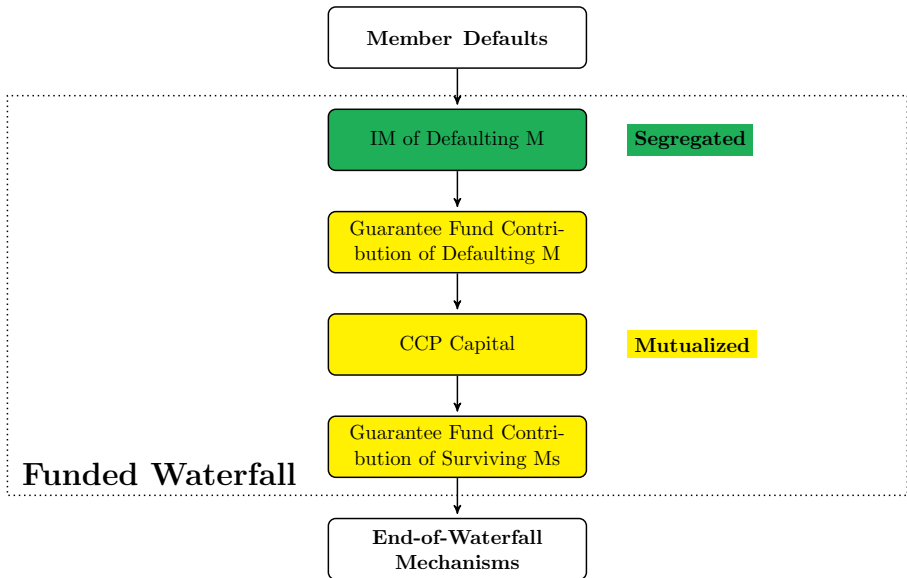 Member Defaults
IM of Defaulting M
Segregated
Guarantee Fund Contri-
bution of Defaulting M
CCP Capital
Mutualized
Guarantee Fund Contri-
bution of Surviving Ms
Funded Waterfall
End-of-Waterfall
Mechanisms